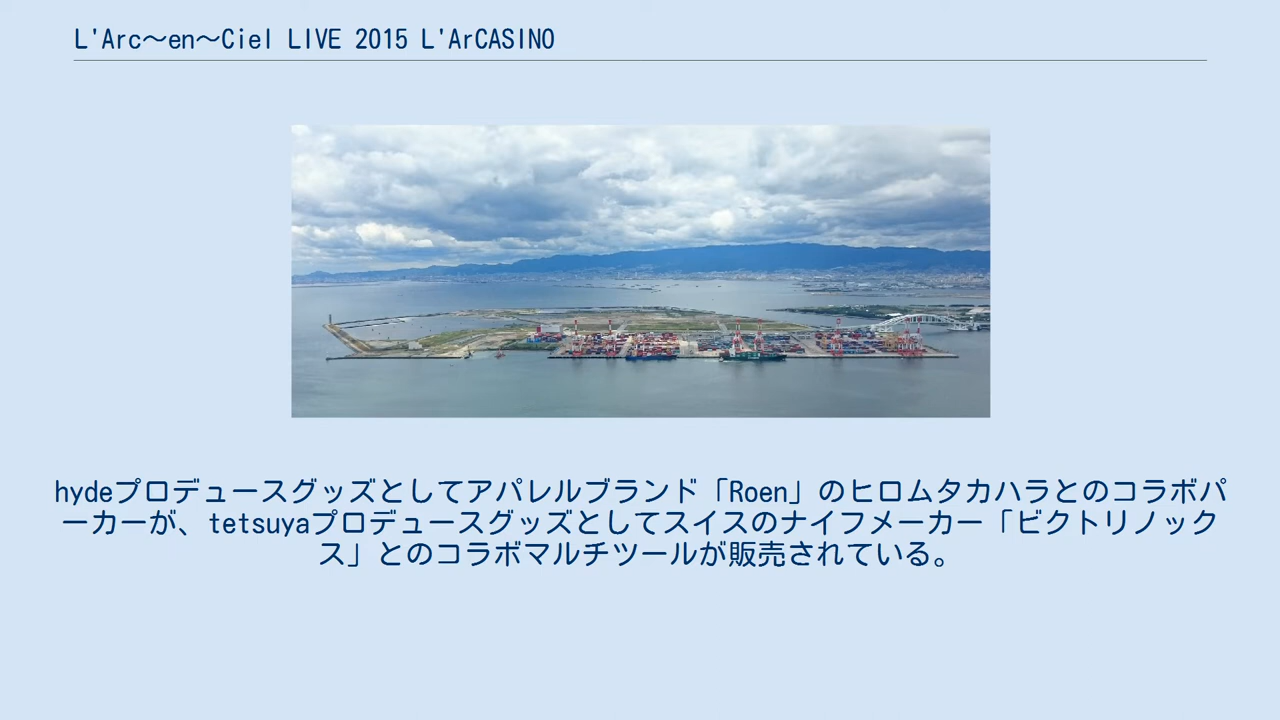 L'Arc〜en〜Ciel LIVE 2015 L'ArCASINO
hydeプロデュースグッズとしてアパレルブランド「Roen」のヒロムタカハラとのコラボパ
ーカーが、tetsuyaプロデュースグッズとしてスイスのナイフメーカー「ビクトリノック
ス」とのコラボマルチツールが販売されている。